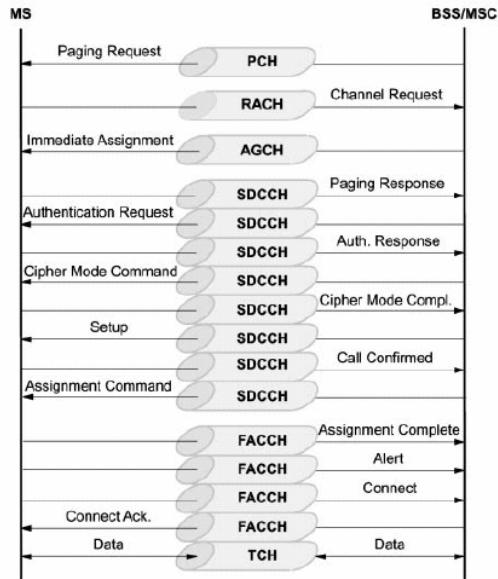 MS BSS/MSC
Paging Request PCH
RACH Channel Request
Immediate Assignment AGCH
SDCCH Paging Response
Authentication Request SDCCH
SDCCH Auth. Response
Cipher Mode Command SDCCH
SDCCH Cipher Mode Compl.
Setup SDCCH
SDCCH Call Confirmed
Assignment Command SDCCH
FACCH Assignment Complete
FACCH Alert
FACCH Connect
Connect Ack. FACCH
Data TCH Data